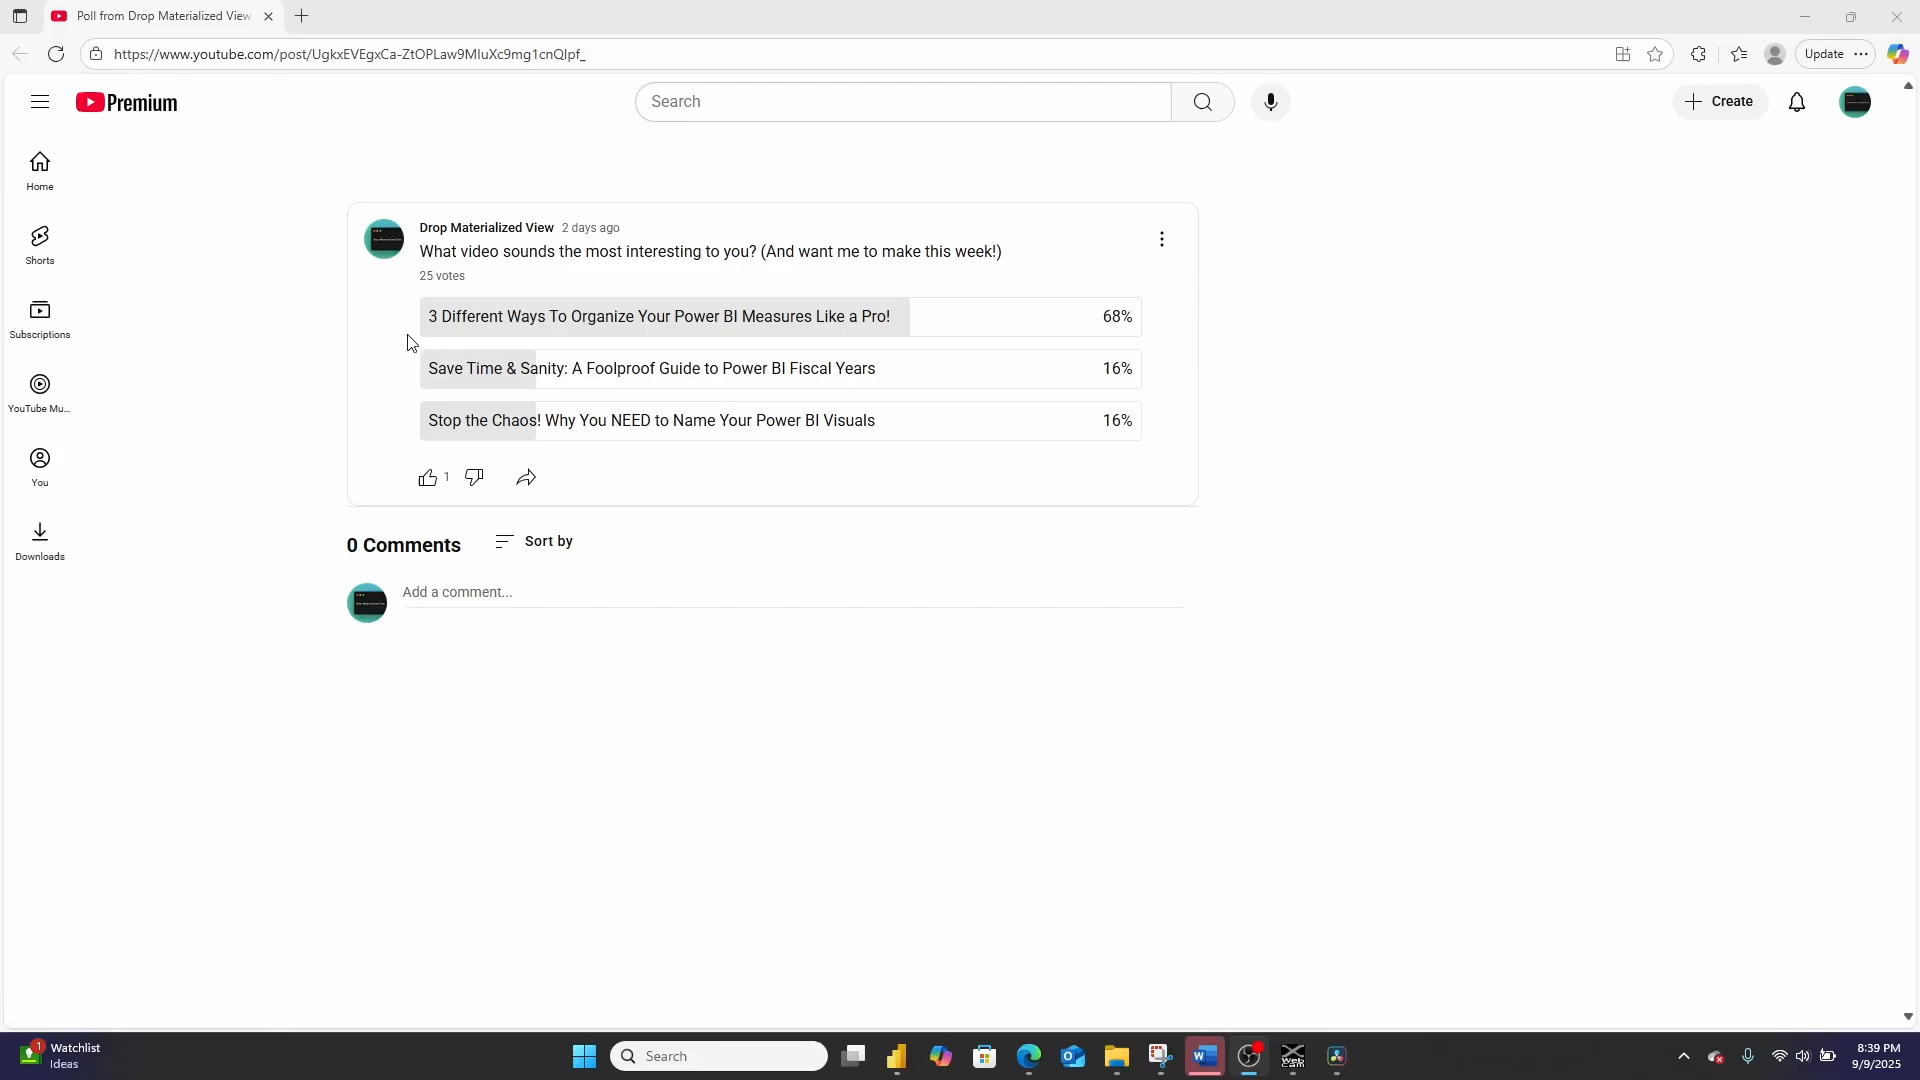 Poll from Drop Materialized View
https://www.youtube.com/post/UgkxEVEgxCa-ZtOPLaw9MIuXc9mg1cnQIpf_
Update
Premium
Search
Create
Home
Shorts
Subscriptions
YouTube Mu...
You
Downloads
Drop Materialized View 2 days ago
What video sounds the most interesting to you? (And want me to make this week!)
25 votes
3 Different Ways To Organize Your Power BI Measures Like a Pro! 68%
Save Time & Sanity: A Foolproof Guide to Power BI Fiscal Years 16%
Stop the Chaos! Why You NEED to Name Your Power BI Visuals 16%
1
0 Comments Sort by
Add a comment...
1
Watchlist
Ideas
Search
8:39 PM
9/9/2025